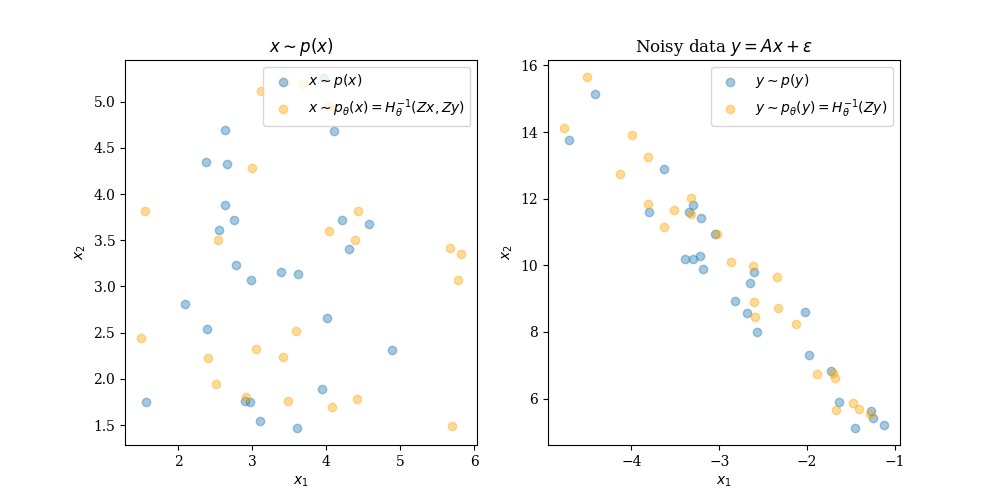 x ~ p(x)
Noisy data y = Ax + ε
x ~ p(x)
x ~ p_θ(x) = H_θ^{-1}(Zx, Zy)
y ~ p(y)
y ~ p_θ(y) = H_θ^{-1}(Zy)
x_2
5.0
4.5
4.0
3.5
3.0
2.5
2.0
1.5
2 3 4 5 6
x_1
x_2
16
14
12
10
8
6
−4 −3 −2 −1
x_1